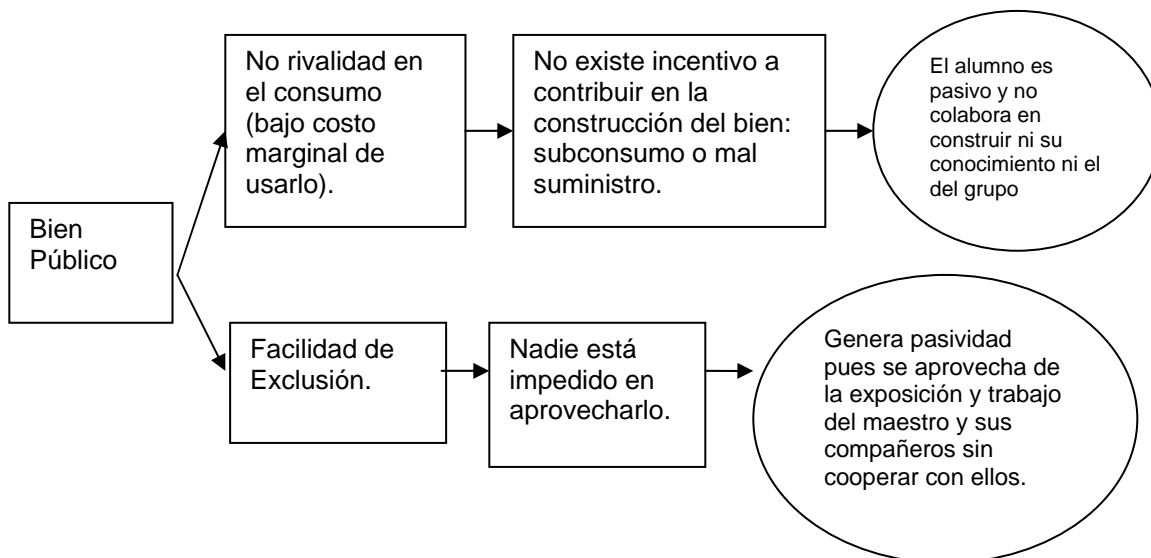 No rivalidad en
el consumo
(bajo costo
marginal de
usarlo).
No existe incentivo a
contribuir en la
construcción del bien:
subconsumo o mal
suministro.
El alumno es
pasivo y no
colabora en
construir ni su
conocimiento ni el
del grupo
Bien
Público
Facilidad de
Exclusión.
Nadie está
impedido en
aprovecharlo.
Genera pasividad
pues se aprovecha de
la exposición y trabajo
del maestro y sus
compañeros sin
cooperar con ellos.